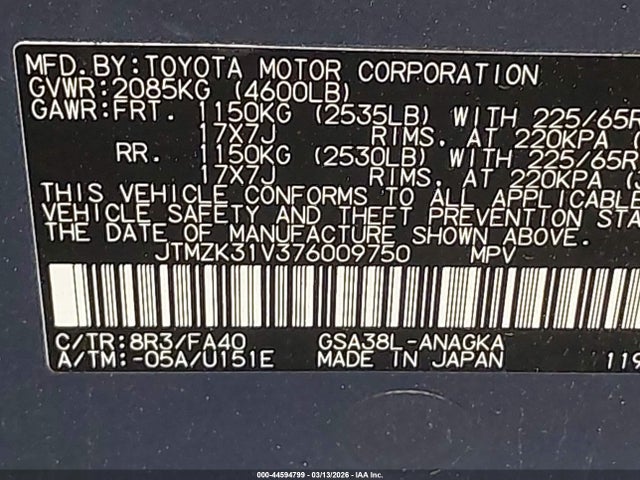 MFD.BY:TOYOTA MOTOR CORPORATION
GVWR:2085KG (4600LB)
GAWR:FRT. 1150KG (2535LB) WITH 225/65R
17X7J RIMS, AT 220KPA (
RR. 1150KG (2530LB) WITH 225/65R
17X7J RIMS, AT 220KPA (
THIS VEHICLE CONFORMS TO ALL APPLICABLE
VEHICLE SAFETY AND THEFT PREVENTION STA
THE DATE OF MANUFACTURE SHOWN ABOVE.
JTMZK31V376009750 MPV
C/TR:8R3/FA40 GSA38L-ANAGKA
A/TM:-05A/U151E MADE IN JAPAN 119
000-44594799 | 03/13/2026 - IAA Inc.